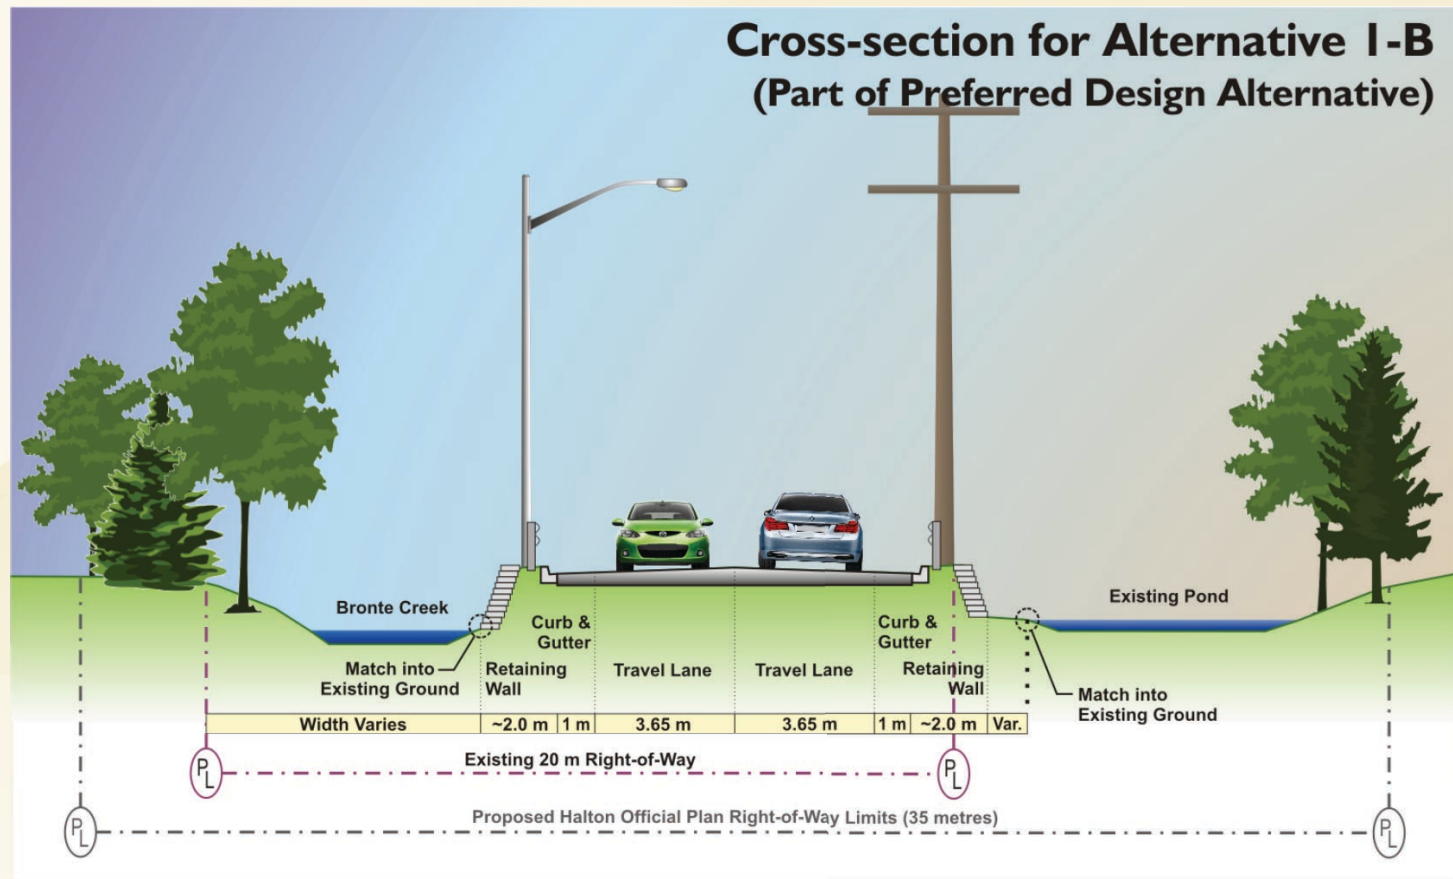 Cross-section for Alternative 1-B
(Part of Preferred Design Alternative)
Bronte Creek
Existing Pond
Curb &
Gutter
Curb &
Gutter
Match into
Existing Ground
Retaining
Wall
Travel Lane
Travel Lane
Retaining
Wall
Match into
Existing Ground
Width Varies
~2.0 m
1 m
3.65 m
3.65 m
1 m
~2.0 m
Var.
Existing 20 m Right-of-Way
PL
PL
Proposed Halton Official Plan Right-of-Way Limits (35 metres)
PL
PL